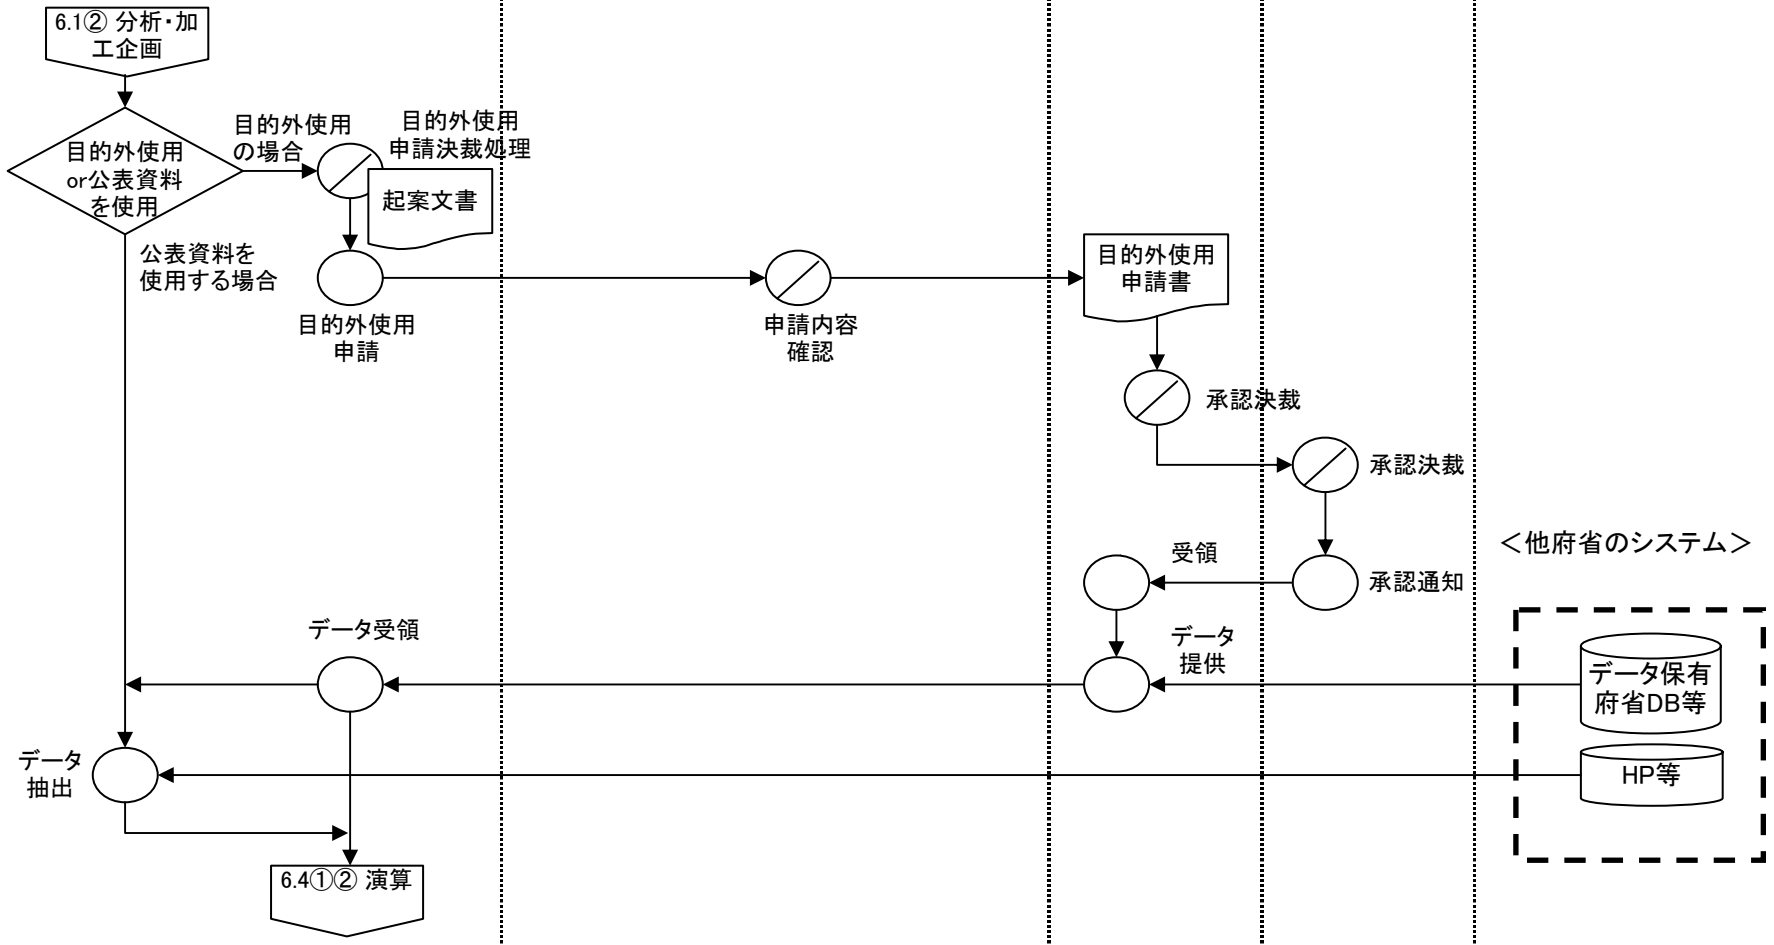 6.1② 分析・加
工企画
目的外使用
or公表資料
を使用
目的外使用
の場合
目的外使用
申請決裁処理
起案文書
公表資料を
使用する場合
目的外使用
申請
申請内容
確認
目的外使用
申請書
承認決裁
承認決裁
受領
承認通知
＜他府省のシステム＞
データ受領
データ
提供
データ保有
府省DB等
データ
抽出
HP等
6.4①② 演算